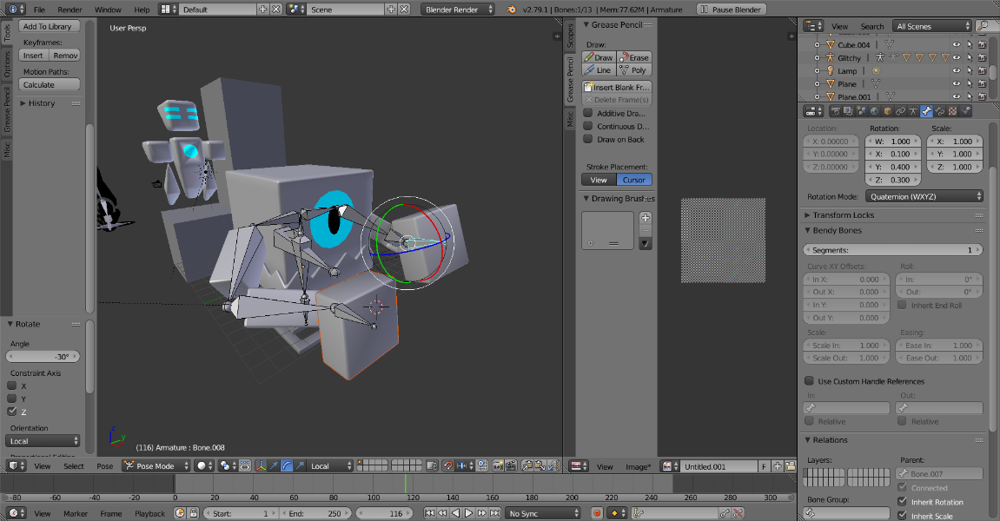 File Render Window Help Default Scene Blender Render v2.79.1 | Bones:1/13 | Mem:77.62M | Armature Pause Blender
Tools
Options
Grease Pencil
Misc
Add To Library
Keyframes:
Insert Remov
Motion Paths:
Calculate
History
Rotate
Angle
-30°
Constraint Axis
X
Y
Z
Orientation
Local
User Persp
(116) Armature : Bone.008
View Select Pose Pose Mode Local
Scopes
Grease Pencil
Misc
Grease Pencil
Draw:
Draw Erase
Line Poly
Insert Blank Fr...
Delete Frame(s)
Additive Dra...
Continuous D...
Draw on Back
Stroke Placement:
View Cursor
Drawing Brushes
View Image* Untitled.001 F
View Search All Scenes
Cube.004
Glitchy
Lamp
Plane
Plane.001
Location: Rotation: Scale:
X: 0.00000 W: 1.000 X: 1.000
Y: 0.00000 X: 0.100 Y: 1.000
Z: 0.00000 Y: 0.400 Z: 1.000
Z: 0.300
Rotation Mode: Quaternion (WXYZ)
Transform Locks
Bendy Bones
Segments: 1
Curve XY Offsets: Roll:
In X: 0.000 In: 0°
Out X: 0.000 Out: 0°
In Y: 0.000 Inherit End Roll
Out Y: 0.000
Scale: Easing:
Scale In: 1.000 Ease In: 1.000
Scale Out: 1.000 Ease Out: 1.000
Use Custom Handle References
In: Out:
Relative Relative
Relations
Layers: Parent:
Bone.007
Connected
Bone Group: Inherit Rotation
Inherit Scale
-80 -60 -40 -20 0 20 40 60 80 100 120 140 160 180 200 220 240 260 280 300
View Marker Frame Playback Start: 1 End: 250 116 No Sync